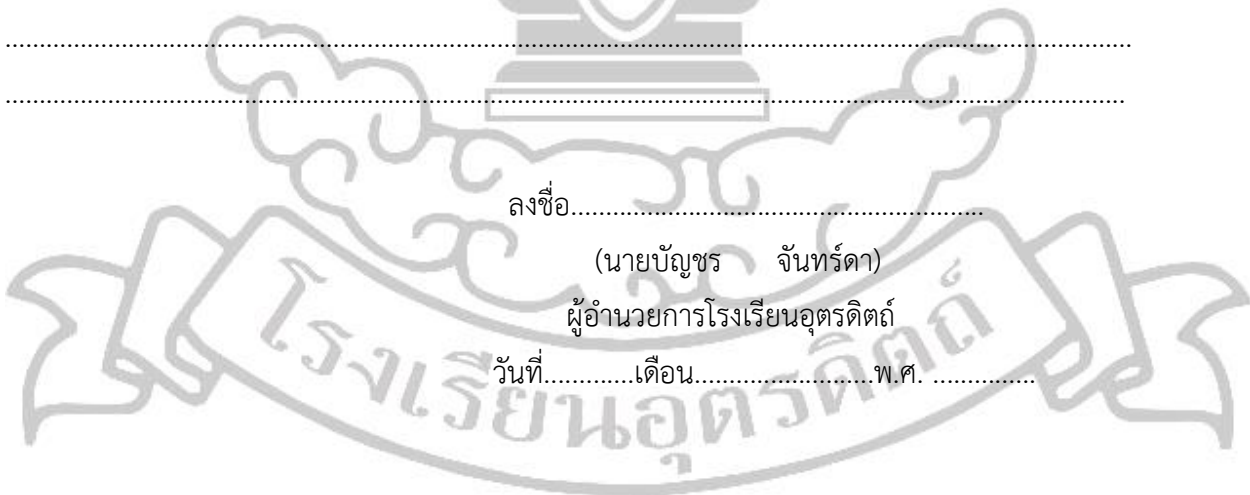 ......................................................................................................................................................
.....................................................................................................................................................
ลงชื่อ............................................................
(นายบัญชร จันทร์ดา)
ผู้อำนวยการโรงเรียนอุตรดิตถ์
วันที่.............เดือน..........................พ.ศ. ...............
โรงเรียนอุตรดิตถ์